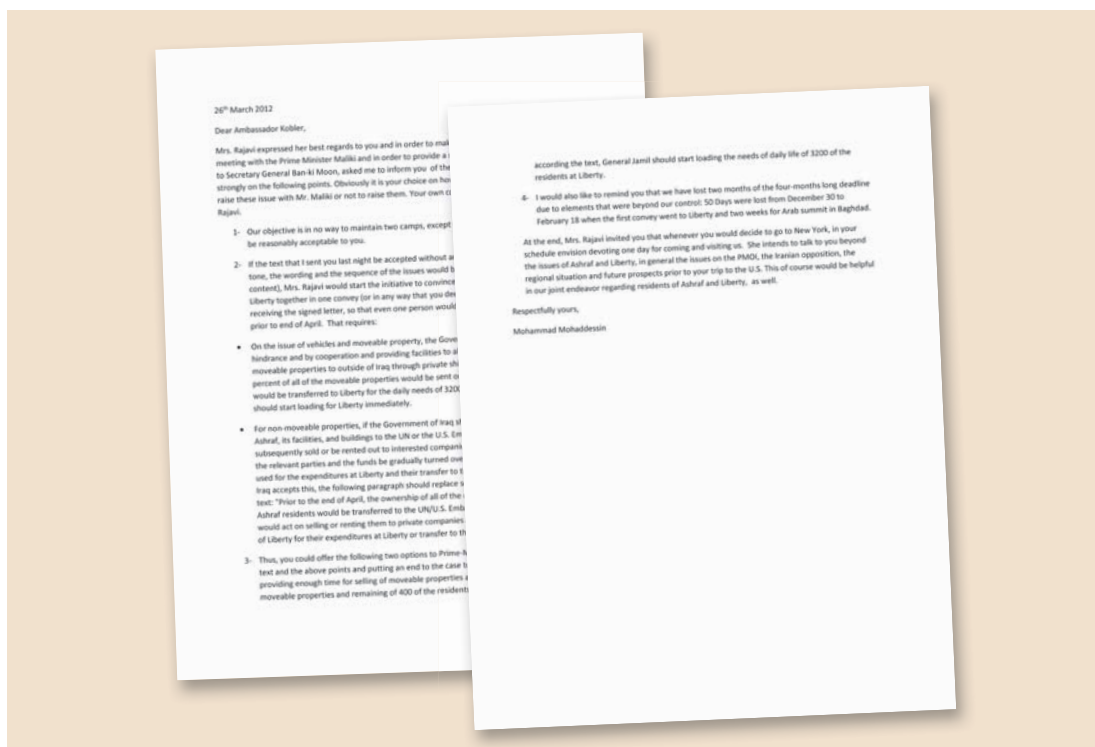 26th March 2012
Dear Ambassador Kobler,
Mrs. Rajavi expressed her best regards to you and in order to
meeting with the Prime Minister Maliki and in order to provide a
to Secretary General Ban-ki Moon, asked me to inform you of the
strongly on the following points. Obviously it is your choice on
raise these issue with Mr. Maliki or not to raise them. Your own
Rajavi.
1- Our objective is in no way to maintain two camps, except
be reasonably acceptable to you.
2- If the text that I sent you last night be accepted without
tone, the wording and the sequence of the issues would
content), Mrs. Rajavi would start the initiative to convince
Liberty together in one convey (or in any way that you
receiving the signed letter, so that even one person would
prior to end of April. That requires:
• On the issue of vehicles and moveable property, the
hindrance and by cooperation and providing facilities to
moveable properties to outside of Iraq through private
percent of all of the moveable properties would be sent
would be transferred to Liberty for the daily needs of 3200
should start loading for Liberty immediately.
• For non-moveable properties, if the Government of Iraq
Ashraf, its facilities, and buildings to the UN or the U.S.
subsequently sold or be rented out to interested
the relevant parties and the funds be gradually turned
used for the expenditures at Liberty and their transfer to
Iraq accepts this, the following paragraph should replace
text: "Prior to the end of April, the ownership of all of the
Ashraf residents would be transferred to the UN/U.S.
would act on selling or renting them to private companies
of Liberty for their expenditures at Liberty or transfer to
3- Thus, you could offer the following two options to
text and the above points and putting an end to the case
providing enough time for selling of moveable properties
moveable properties and remaining of 400 of the
according the text, General Jamil should start loading the needs of daily life of 3200 of the
residents at Liberty.
4- I would also like to remind you that we have lost two months of the four-months long deadline
due to elements that were beyond our control: 50 Days were lost from December 30 to
February 18 when the first convey went to Liberty and two weeks for Arab summit in Baghdad.
At the end, Mrs. Rajavi invited you that whenever you would decide to go to New York, in your
schedule envision devoting one day for coming and visiting us. She intends to talk to you beyond
the issues of Ashraf and Liberty, in general the issues on the PMOI, the Iranian opposition, the
regional situation and future prospects prior to your trip to the U.S. This of course would be helpful
in our joint endeavor regarding residents of Ashraf and Liberty, as well.
Respectfully yours,
Mohammad Mohaddessin